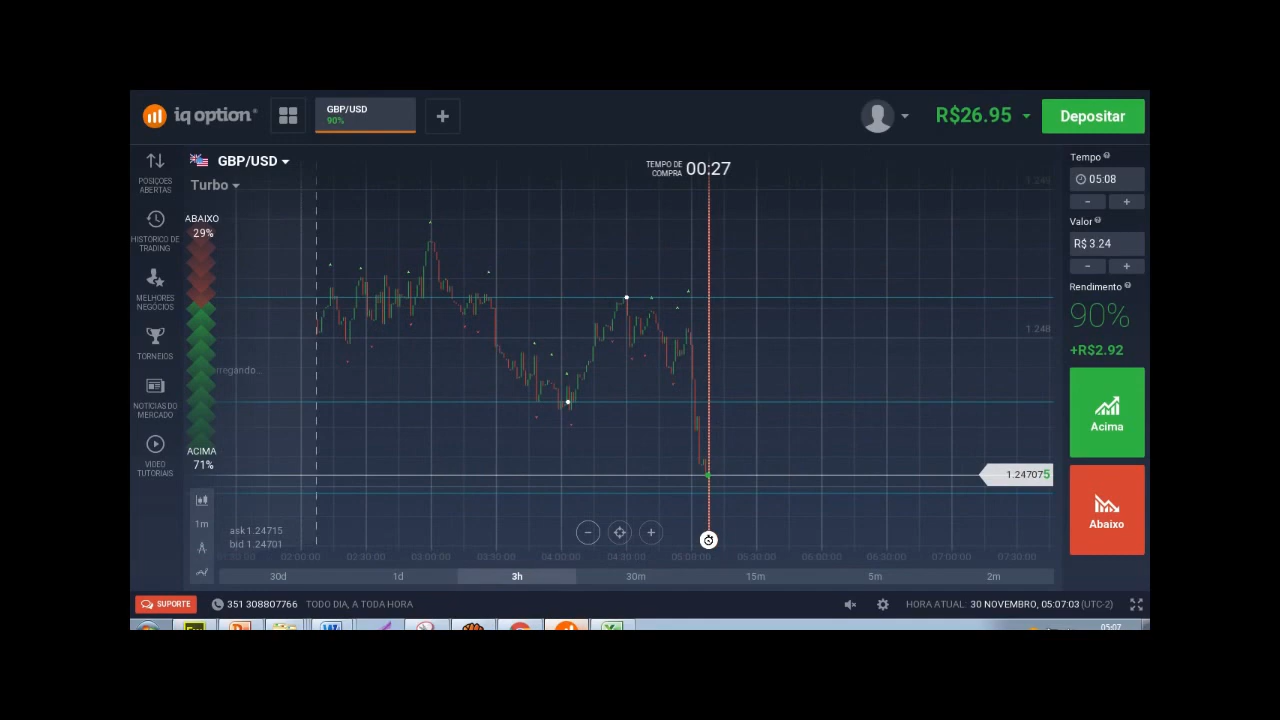 iq option®
GBP/USD
90%
R$26.95
Depositar
GBP/USD
Turbo
TEMPO DE
COMPRA
00:27
Tempo
05:08
Valor
R$ 3.24
Rendimento
90%
+R$2.92
Acima
Abaixo
POSIÇÕES
ABERTAS
HISTÓRICO DE
TRADING
MELHORES
NEGÓCIOS
TORNEIOS
NOTÍCIAS DO
MERCADO
VÍDEO
TUTORIAIS
ABAIXO
29%
rregando...
ACIMA
71%
1m
ask 1.24715
bid 1.24701
1.248
1.247075
02:00:00 02:30:00 03:00:00 03:30:00 04:00:00 04:30:00 05:00:00 05:30:00 06:00:00 06:30:00 07:00:00 07:30:00
30d 1d 3h 30m 15m 5m 2m
SUPORTE
351 308807766 TODO DIA, A TODA HORA
HORA ATUAL: 30 NOVEMBRO, 05:07:03 (UTC-2)
05:07